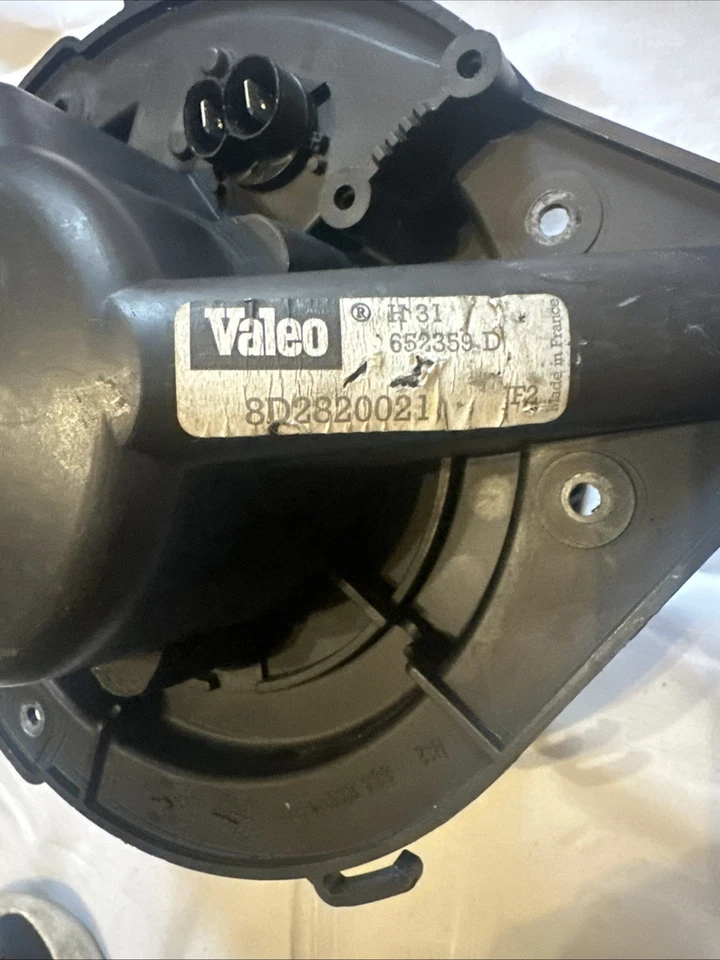 Valeo ® H 31
652359 D
8D2820021
F2
Made in France